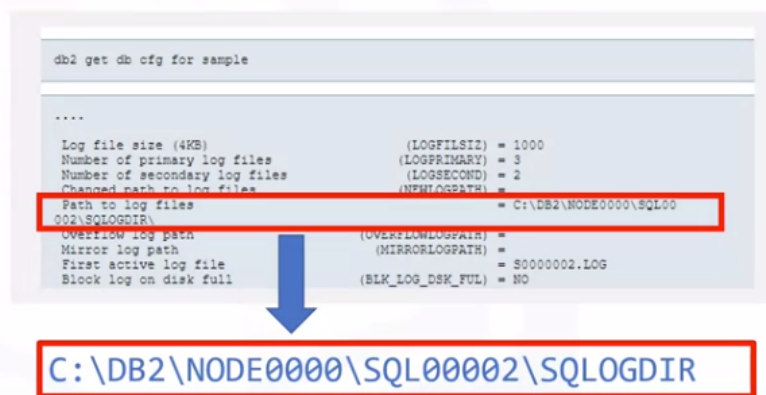 db2 get db cfg for sample
....
Log file size (4KB) (LOGFILSIZ) = 1000
Number of primary log files (LOGPRIMARY) = 3
Number of secondary log files (LOGSECOND) = 2
Changed path to log files (NEWLOGPATH) =
Path to log files = C:\DB2\NODE0000\SQL00
002\SQLOGDIR\
Overflow log path (OVERFLOWLOGPATH) =
Mirror log path (MIRRORLOGPATH) =
First active log file = S0000002.LOG
Block log on disk full (BLK_LOG_DSK_FUL) = NO
C:\DB2\NODE0000\SQL00002\SQLOGDIR